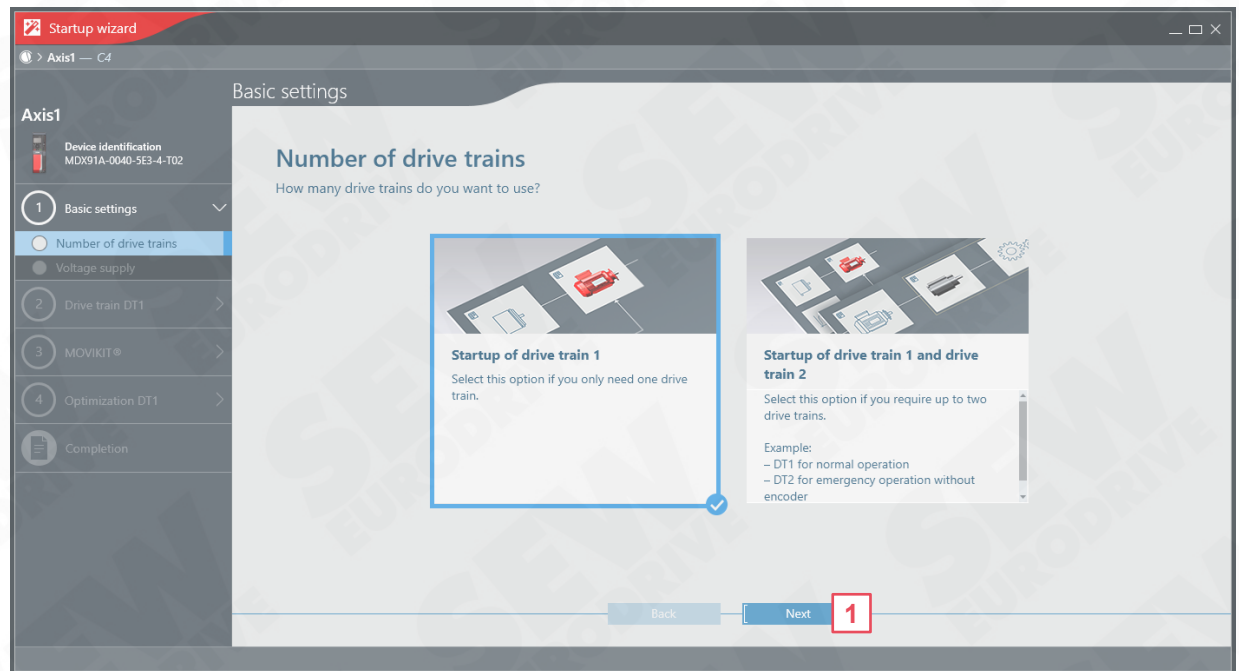 Startup wizard
> Axis1 — C4
Basic settings
Axis1
Device identification
MDX91A-0040-5E3-4-T02
1 Basic settings
Number of drive trains
Voltage supply
2 Drive train DT1
3 MOVIKIT®
4 Optimization DT1
Completion
Number of drive trains
How many drive trains do you want to use?
Startup of drive train 1
Select this option if you only need one drive
train.
Startup of drive train 1 and drive
train 2
Select this option if you require up to two
drive trains.
Example:
– DT1 for normal operation
– DT2 for emergency operation without
encoder
Back
Next
1
SEW
EURODRIVE